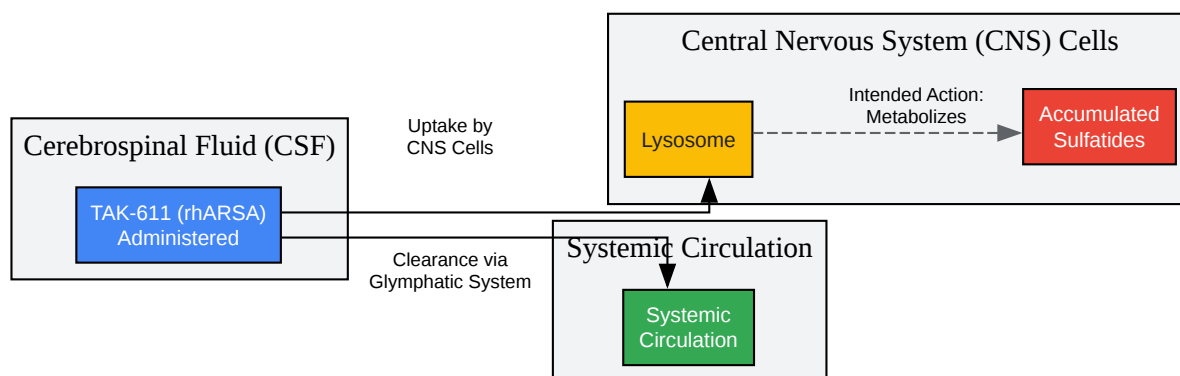 Central Nervous System (CNS) Cells
Intended Action:
Metabolizes
Lysosome
Accumulated
Sulfatides
Uptake by
CNS Cells
Cerebrospinal Fluid (CSF)
TAK-611 (rhARSA)
Administered
Clearance via
Glymphatic System
Systemic Circulation
Systemic
Circulation